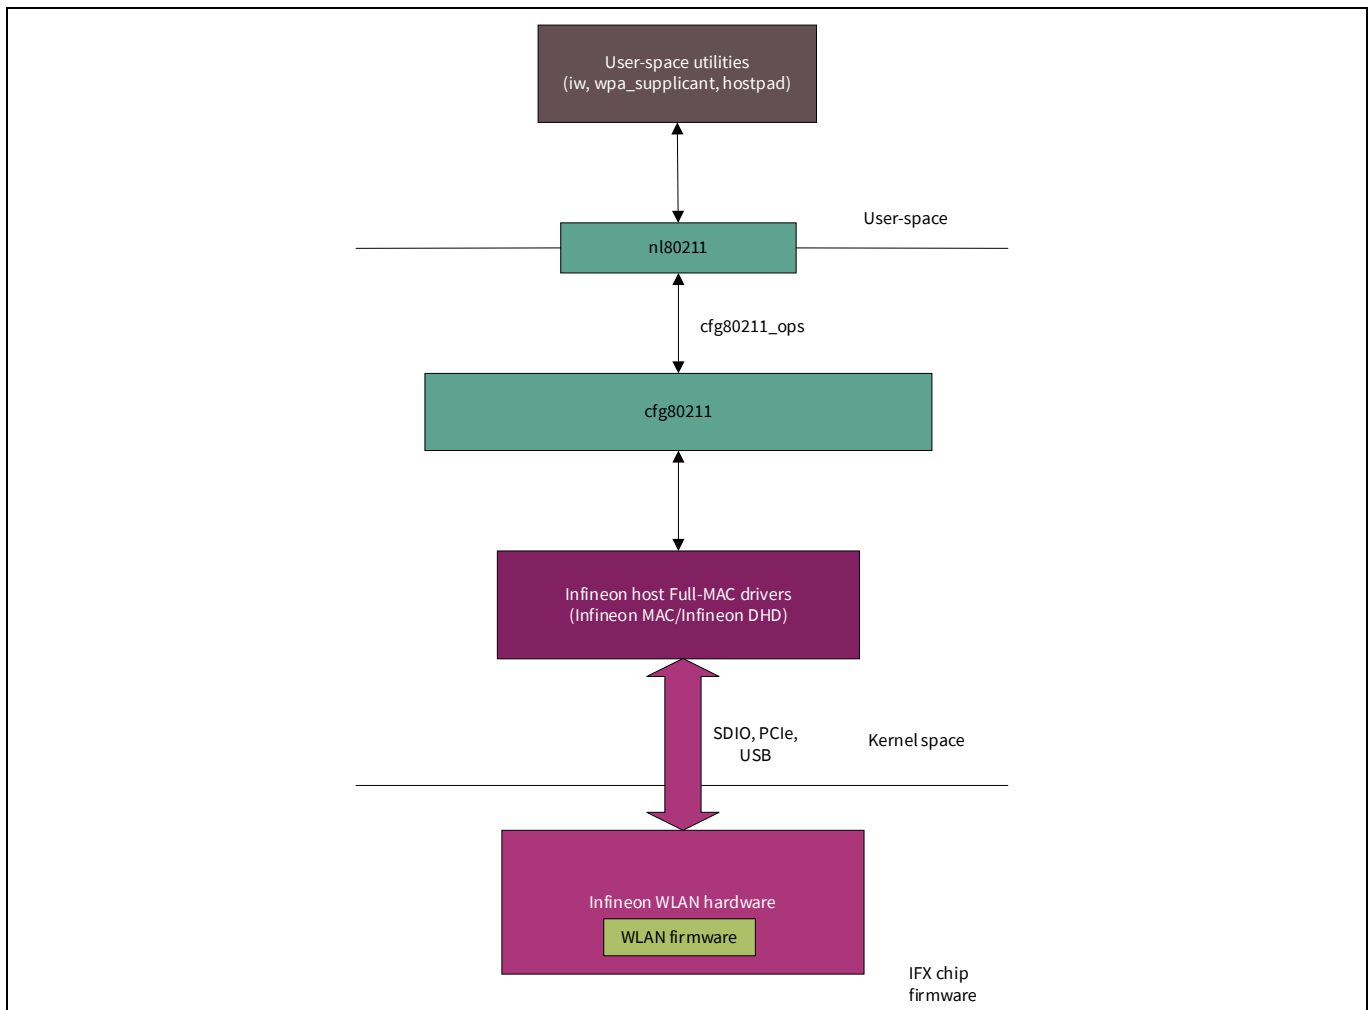 User-space utilities
(iw, wpa_supplicant, hostpad)
User-space
nl80211
cfg80211_ops
cfg80211
Infineon host Full-MAC drivers
(Infineon MAC/Infineon DHD)
SDIO, PCIe,
USB
Kernel space
Infineon WLAN hardware
WLAN firmware
IFX chip
firmware